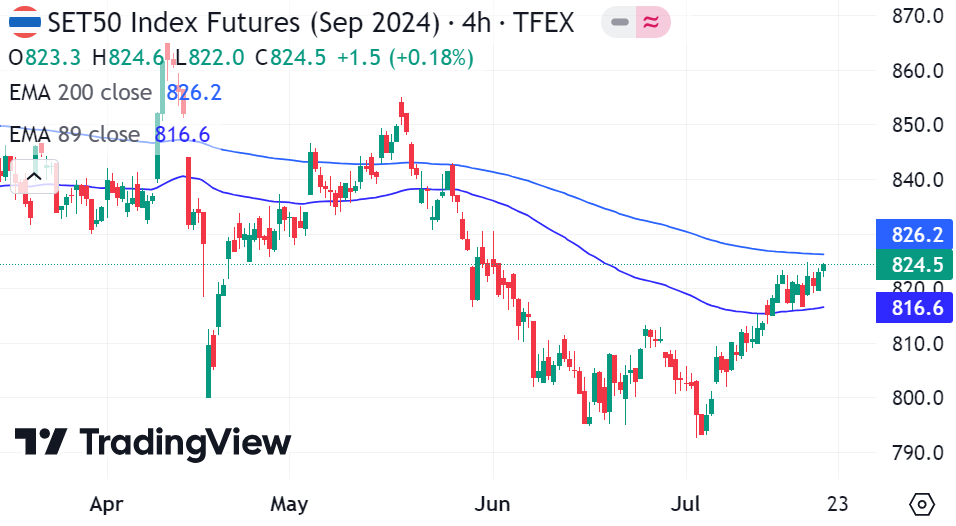 SET50 Index Futures (Sep 2024) · 4h · TFEX
O823.3 H824.6 L822.0 C824.5 +1.5 (+0.18%)
EMA 200 close 826.2
EMA 89 close 816.6
870.0
860.0
850.0
840.0
826.2
824.5
820.0
816.6
810.0
800.0
790.0
TradingView
Apr May Jun Jul 23